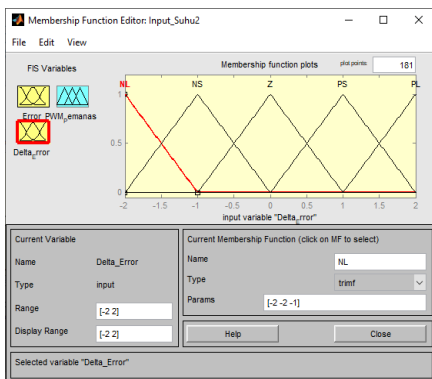 Membership Function Editor: Input_Suhu2
File Edit View
FIS Variables
Error PWM_pemanas
Delta_Error
Membership function plots
plot points:
181
NL NS Z PS PL
1
0.5
0
-2 -1.5 -1 -0.5 0 0.5 1 1.5 2
input variable "Delta_Error"
Current Variable
Name Delta_Error
Type input
Range [-2 2]
Display Range [-2 2]
Current Membership Function (click on MF to select)
Name NL
Type trimf
Params [-2 -2 -1]
Help Close
Selected variable "Delta_Error"